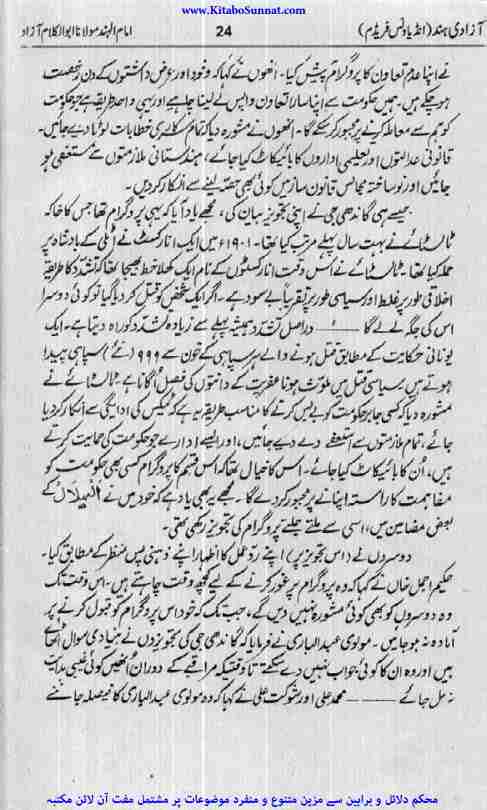 www.KitaboSunnat.com
آزادی ہند (انڈیا ونس فریڈم) 24 امام الہند مولانا ابوالکلام آزاد
نے اپنا عدم تعاون کا پروگرام پیش کیا۔ انھوں نے کہا کہ وفود اور عرض داشتوں کے دن رخصت
ہو چکے ہیں۔ ہمیں حکومت سے اپنا سارا تعاون واپس لے لینا چاہیے اور یہی واحد طریقہ ہے جو حکومت
کو ہم سے معاملہ کرنے پر مجبور کر سکے گا۔ انھوں نے مشورہ دیا کہ تمام سرکاری خطابات لوٹا دیے جائیں۔
قانونی عدالتوں اور تعلیمی اداروں کا بائیکاٹ کیا جائے، ہندستانی ملازمتوں سے مستعفی ہو
جائیں اور نو ساختہ مجالس قانون ساز میں کوئی بھی حصہ لینے سے انکار کر دیں۔
جیسے ہی گاندھی جی نے اپنی تجویز بیان کی، مجھے یاد آیا کہ یہی پروگرام تھا جس کا خاکہ
ٹالسٹائے نے بہت سال پہلے مرتب کیا تھا۔ ۱۹۰۱ء میں ایک انارکسٹ نے اٹلی کے بادشاہ پر
حملہ کیا تھا۔ ٹالسٹائے نے اس وقت انارکسٹوں کے نام ایک کھلا خط بھیجا تھا کہ تشدد کا طریقہ
اخلاقی طور پر غلط اور سیاسی طور پر تقریباً بے سود ہے۔ اگر ایک شخص کو قتل کر دیا گیا تو کوئی دوسرا
اس کی جگہ لے لے گا ——— دراصل تشدد ہمیشہ پہلے سے زیادہ تشدد کو راہ دیتا ہے۔ ایک
یونانی حکایت کے مطابق قتل ہونے والے ہر سپاہی کے خون سے ۹۹۹ (نئے) سپاہی پیدا
ہوتے ہیں۔ سیاسی قتل میں ملوث ہونا عفریت کے دانتوں کی فصل اُگانا ہے۔ ٹالسٹائے نے
مشورہ دیا کہ کسی جابر حکومت کو بے بس کرنے کا مناسب طریقہ یہ ہے کہ ٹیکس کی ادائیگی سے انکار کر دیا
جائے، تمام ملازمتوں سے استعفے دے دیے جائیں، اور ایسے ادارے جو حکومت کی حمایت کرتے
ہیں، اُن کا بائیکاٹ کیا جائے۔ اس کا خیال تھا کہ اس قسم کا پروگرام کسی بھی حکومت کو
مفاہمت کا راستہ اپنانے پر مجبور کر دے گا۔ مجھے یہ بھی یاد ہے کہ خود میں نے الہلال کے
بعض مضامین میں، اسی سے ملتے جلتے پروگرام کی تجویز رکھی تھی۔
دوسروں نے (اس تجویز پر) اپنے ردِ عمل کا اظہار اپنے ذہنی پس منظر کے مطابق کیا۔
حکیم اجمل خاں نے کہا کہ وہ پروگرام پر غور کرنے کے لیے کچھ وقت چاہتے ہیں۔ اس وقت تک
وہ دوسروں کو بھی کوئی مشورہ نہیں دیں گے، جب تک کہ خود اس پروگرام کو قبول کرنے پر
آمادہ نہ ہو جائیں۔ مولوی عبدالباری نے فرمایا کہ گاندھی جی کی تجویزوں نے بنیادی سوال اُٹھائے
ہیں اور وہ ان کا کوئی جواب نہیں دے سکتے تا وقتیکہ مراقبے کے دوران اُنھیں کوئی غیبی ہدایت
نہ مل جائے ——— محمد علی اور شوکت علی نے کہا کہ وہ مولوی عبدالباری کا فیصلہ جاننے
محکم دلائل و براہین سے مزین متنوع و منفرد موضوعات پر مشتمل مفت آن لائن مکتبہ